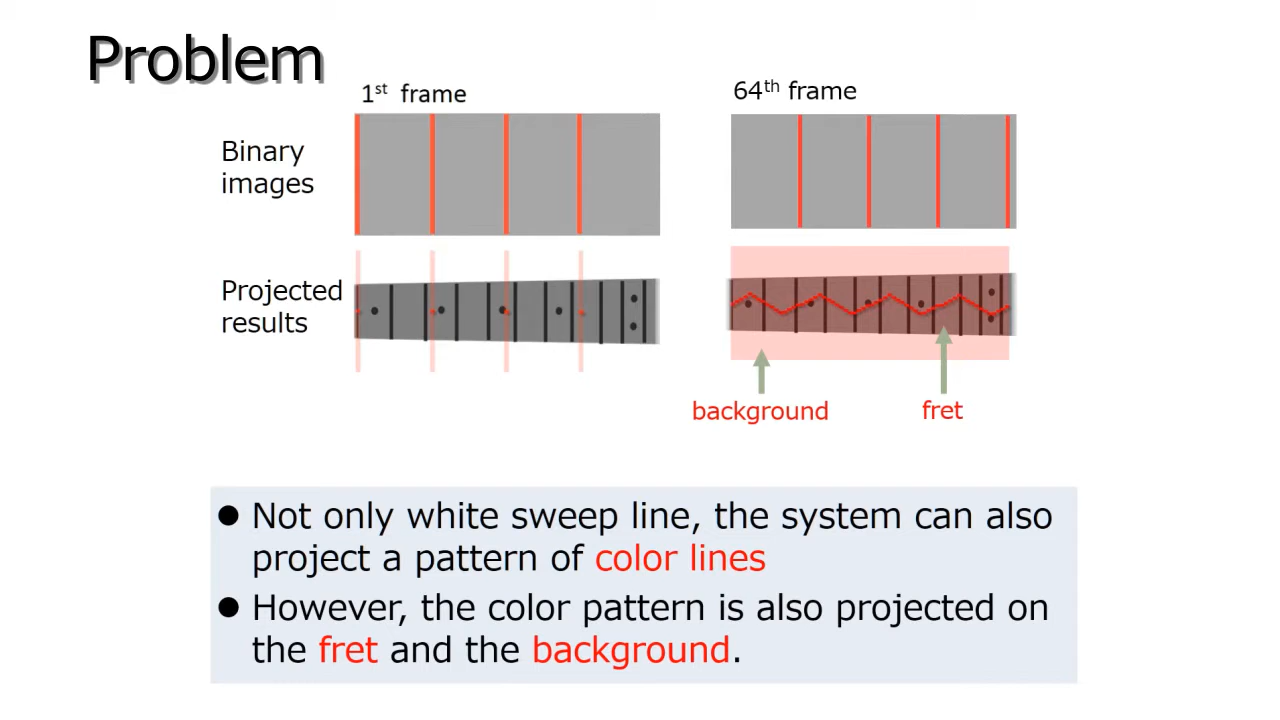 Problem
1st frame
64th frame
Binary
images
Projected
results
background
fret
● Not only white sweep line, the system can also
project a pattern of color lines
● However, the color pattern is also projected on
the fret and the background.